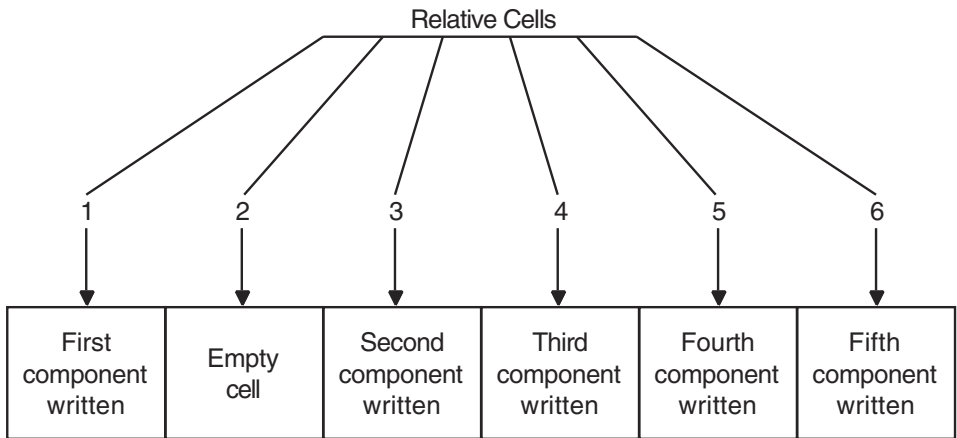 Relative Cells
1 2 3 4 5 6
First
component
written
Empty
cell
Second
component
written
Third
component
written
Fourth
component
written
Fifth
component
written